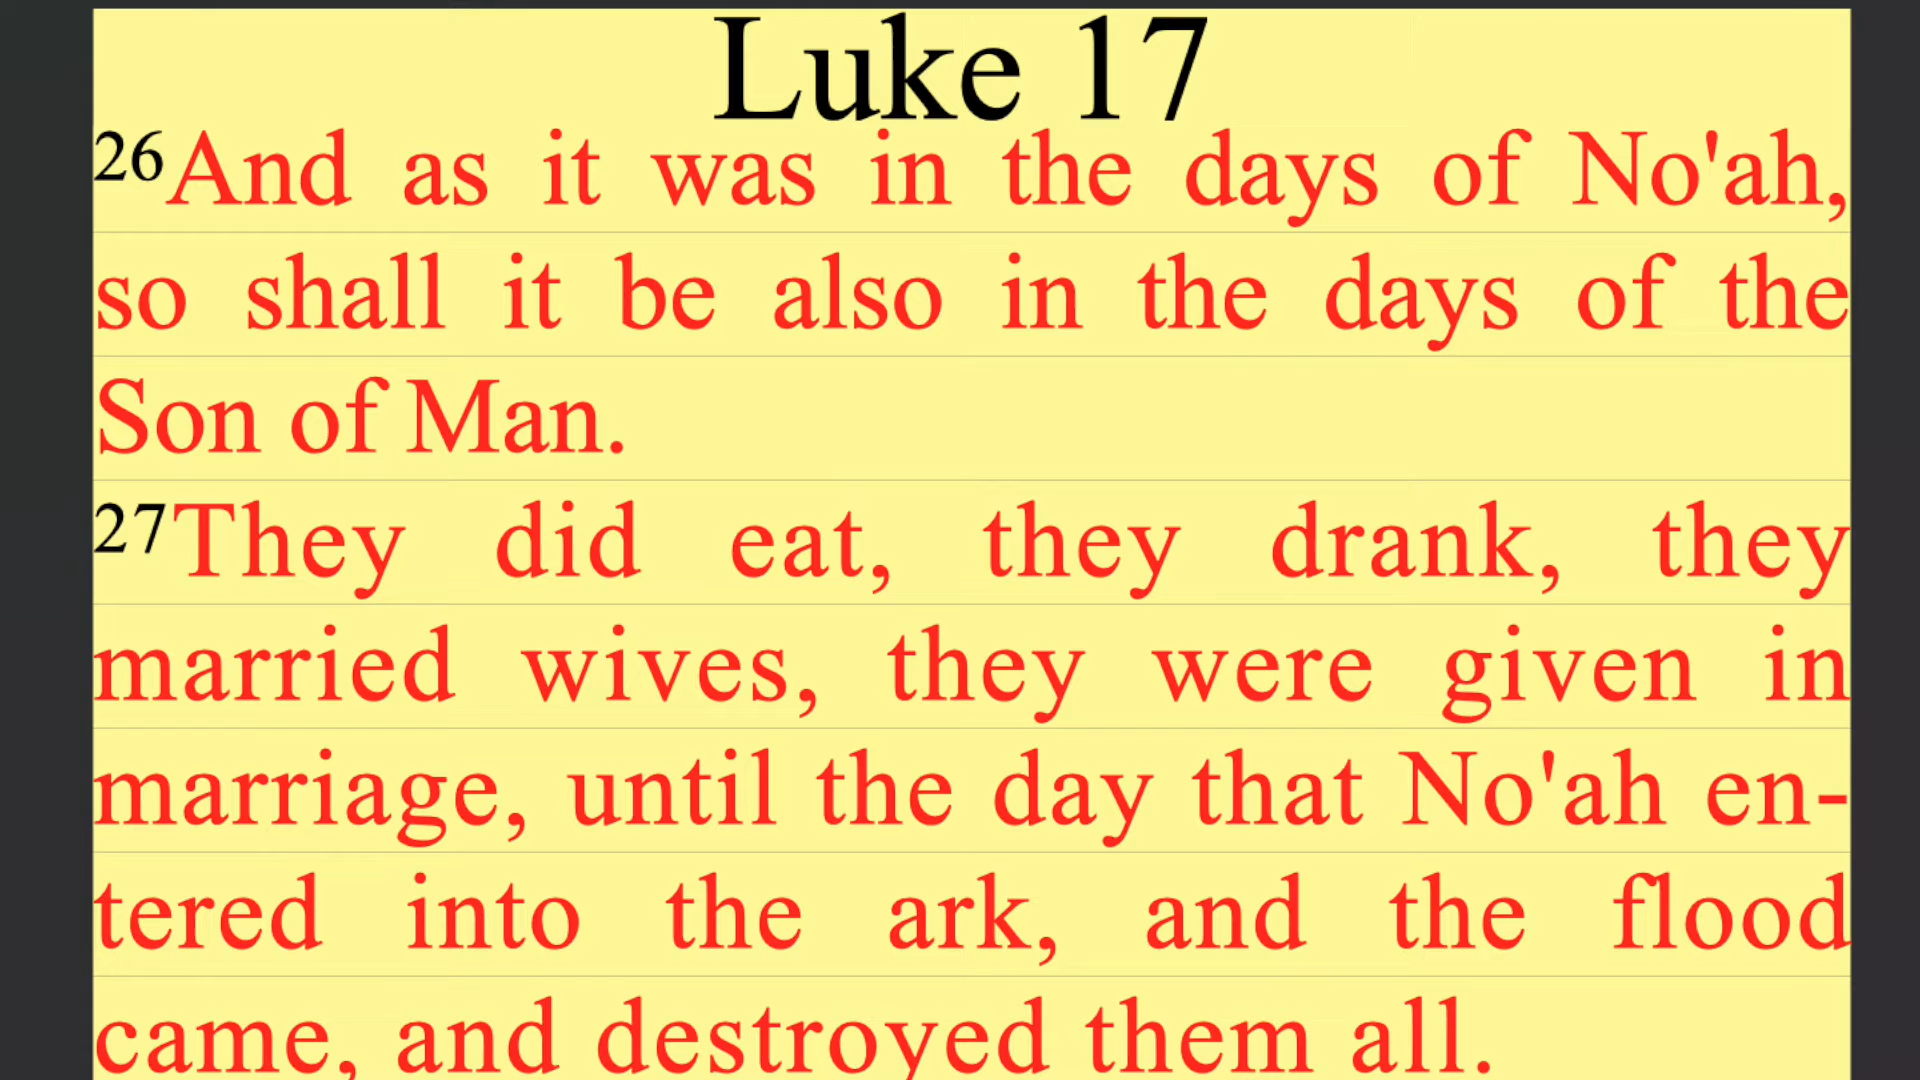 Luke 17
26And as it was in the days of No'ah,
so shall it be also in the days of the
Son of Man.
27They did eat, they drank, they
married wives, they were given in
marriage, until the day that No'ah en-
tered into the ark, and the flood
came, and destroyed them all.